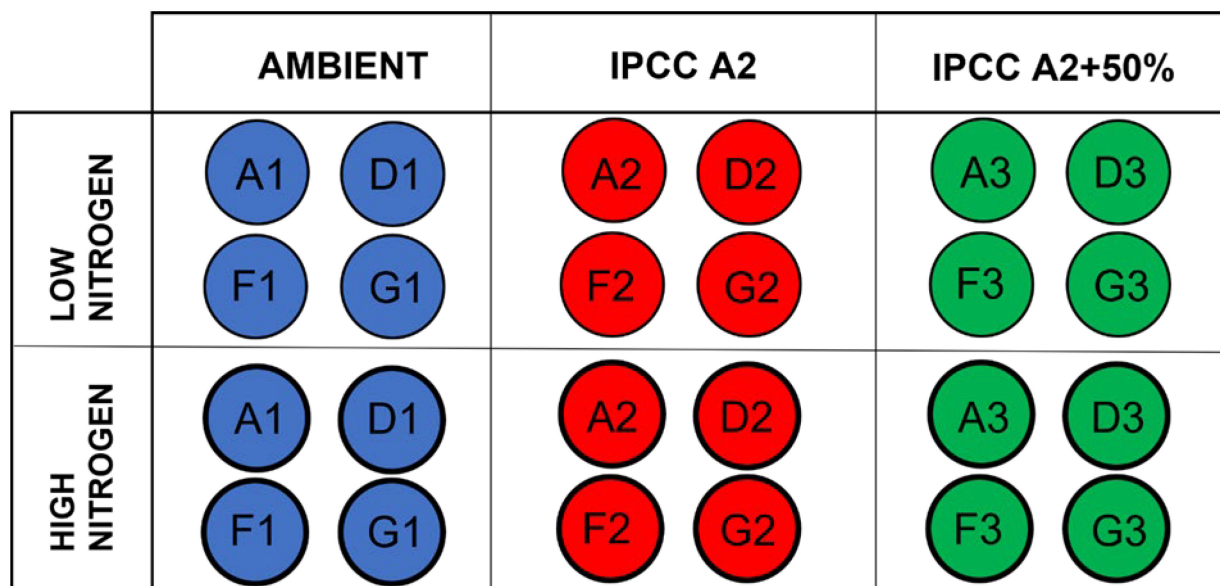 AMBIENT IPCC A2 IPCC A2+50%
LOW
NITROGEN
A1 D1 A2 D2 A3 D3
F1 G1 F2 G2 F3 G3
HIGH
NITROGEN
A1 D1 A2 D2 A3 D3
F1 G1 F2 G2 F3 G3